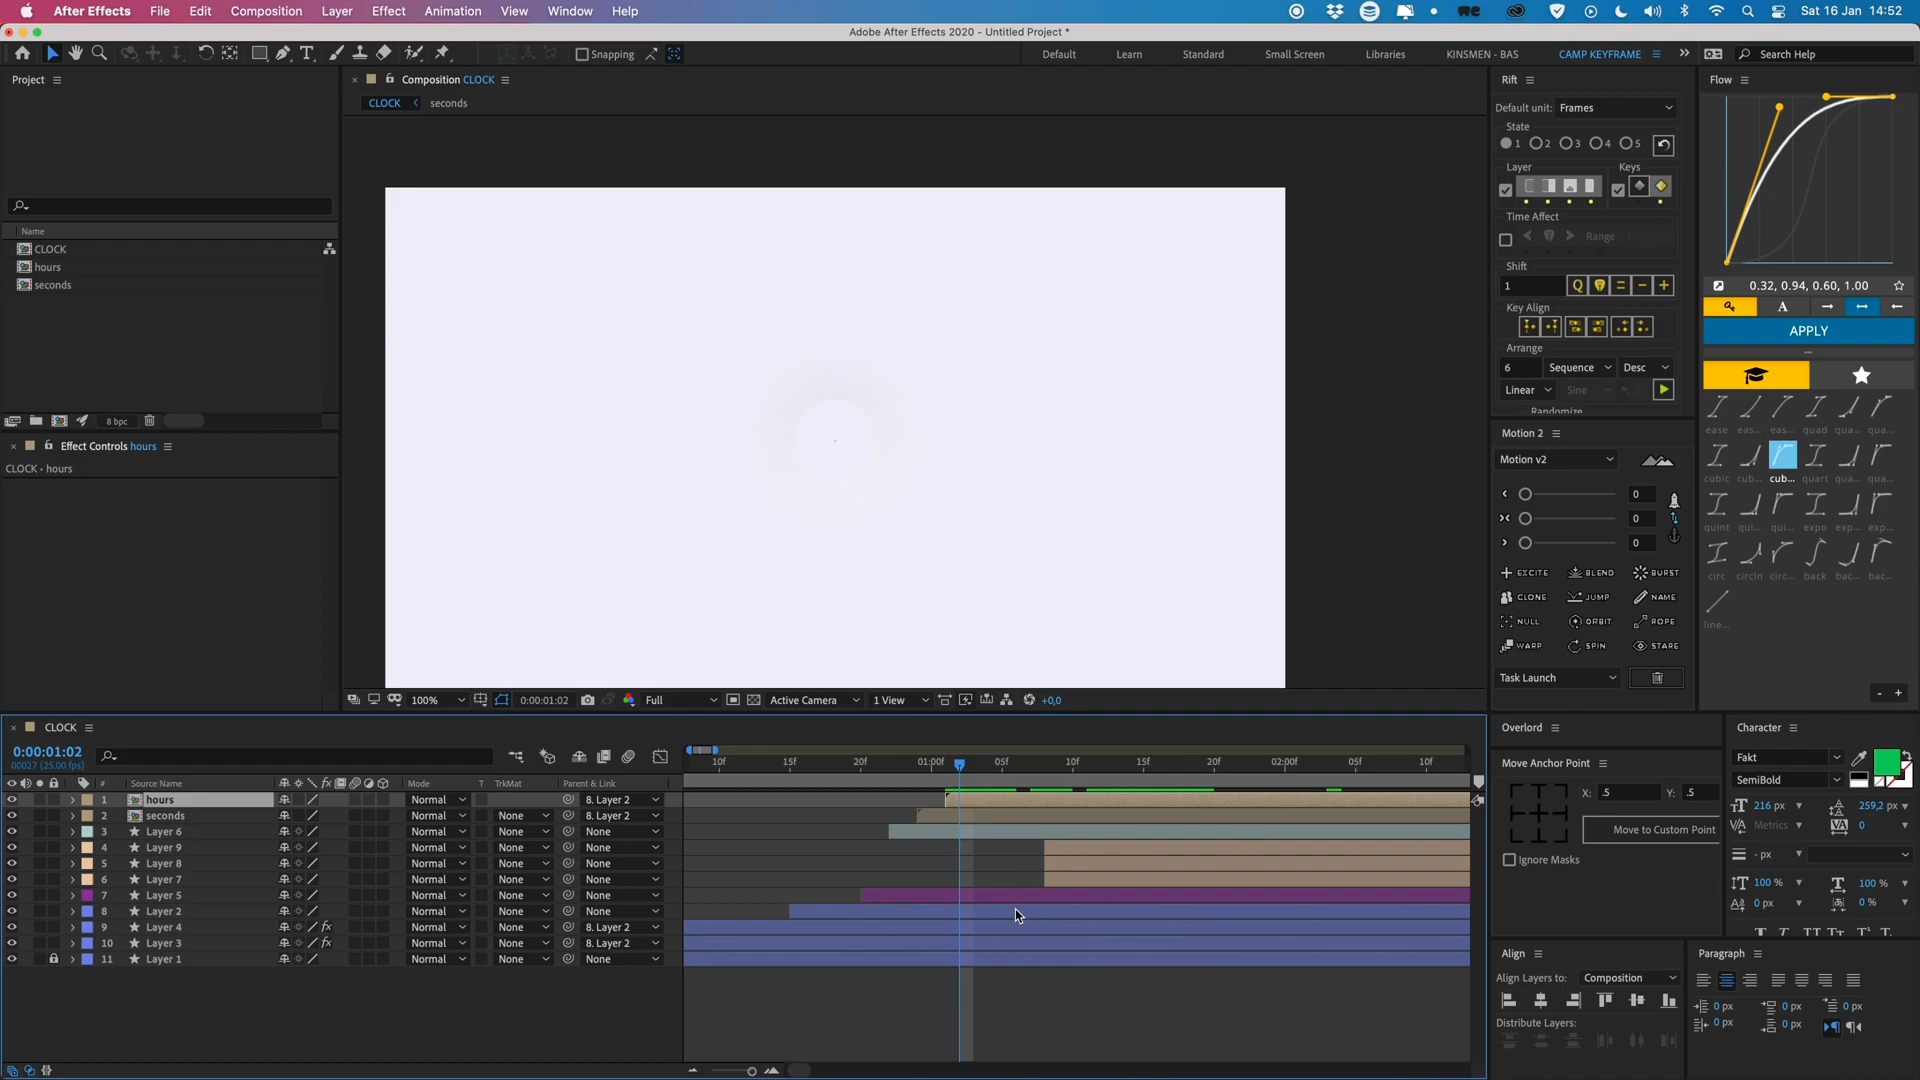 After Effects File Edit Composition Layer Effect Animation View Window Help Sat 16 Jan 14:52
Adobe After Effects 2020 - Untitled Project *
Snapping Default Learn Standard Small Screen Libraries KINSMEN - BAS CAMP KEYFRAME Search Help
Project
Composition CLOCK
CLOCK seconds
Name
CLOCK
hours
seconds
8 bpc
Effect Controls hours
CLOCK • hours
100% 0:00:01:02 Full Active Camera 1 View +0,0
Rift
Default unit: Frames
State
1 2 3 4 5
Layer Keys
Time Affect
Range 1
Shift
1 Q
Key Align
Arrange
6 Sequence Desc
Linear Sine
Randomize
Flow
0.32, 0.94, 0.60, 1.00
A
APPLY
ease eas... eas... quad qua... qua...
cubic cub... cub... quart qua... qua...
quint qui... qui... expo exp... exp...
circ circIn circ... back bac... bac...
line...
Motion 2
Motion v2
0
0
0
EXCITE BLEND BURST
CLONE JUMP NAME
NULL ORBIT ROPE
WARP SPIN STARE
Task Launch
CLOCK
0:00:01:02
00027 (25.00 fps)
# Source Name Mode T TrkMat Parent & Link
10f 15f 20f 01:00f 05f 10f 15f 20f 02:00f 05f 10f
1 hours Normal 8. Layer 2
2 seconds Normal None 8. Layer 2
3 Layer 6 Normal None None
4 Layer 9 Normal None None
5 Layer 8 Normal None None
6 Layer 7 Normal None None
7 Layer 5 Normal None None
8 Layer 2 Normal None None
9 Layer 4 fx Normal None 8. Layer 2
10 Layer 3 fx Normal None 8. Layer 2
11 Layer 1 Normal None None
Overlord
Move Anchor Point
X: .5 Y: .5
Move to Custom Point
Ignore Masks
Character
Fakt
SemiBold
216 px 259,2 px
Metrics 0
- px
100 % 100 %
0 px 0 %
Align
Align Layers to: Composition
Distribute Layers:
Paragraph
0 px 0 px 0 px
0 px 0 px